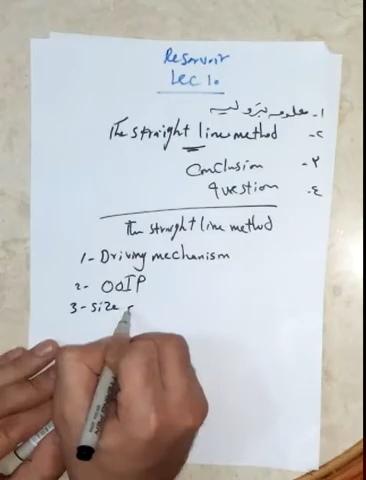 Reservoir
Lec 10
١- معلومه بتروليه
٢- The straight line method
٣- Conclusion
٤- question
The straight line method
1- Driving mechanism
2- OOIP
3- size